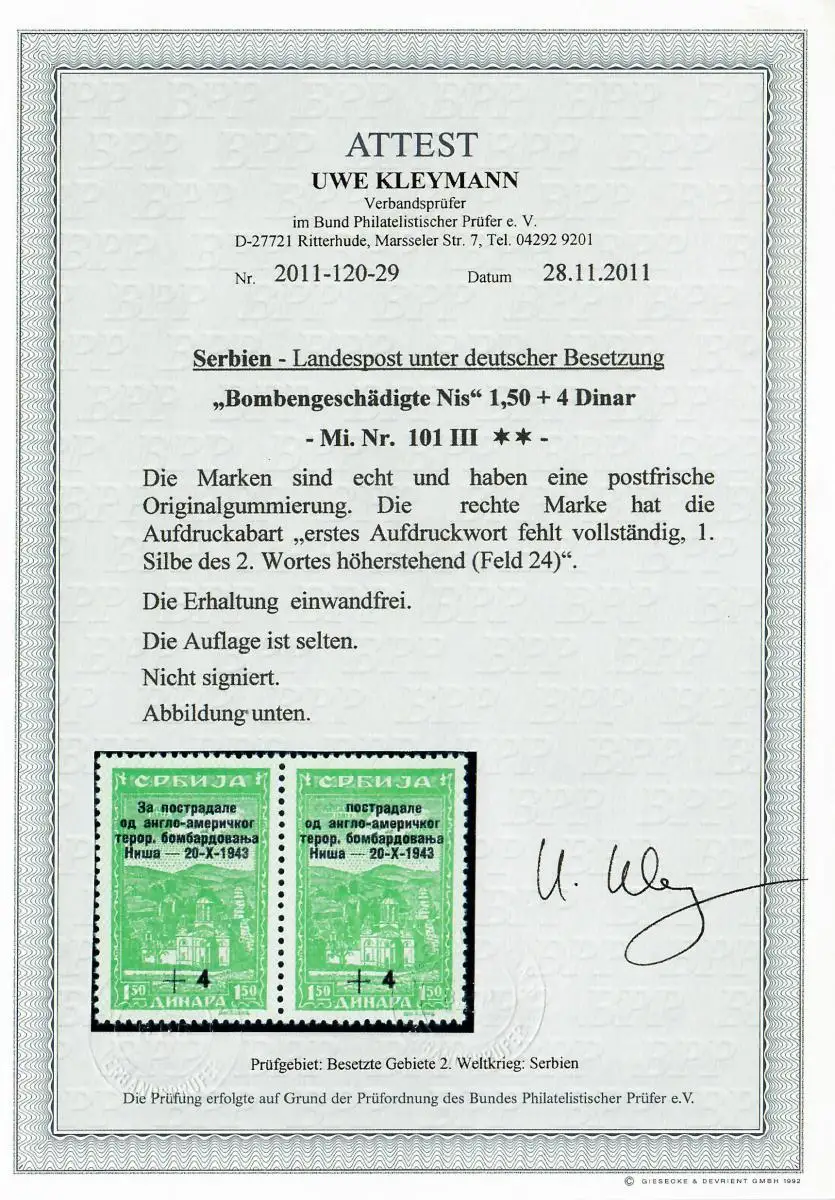 ATTEST
UWE KLEYMANN
Verbandsprüfer
im Bund Philatelistischer Prüfer e. V.
D-27721 Ritterhude, Marsseler Str. 7, Tel. 04292 9201
Nr. 2011-120-29 Datum 28.11.2011
Serbien - Landespost unter deutscher Besetzung
„Bombengeschädigte Nis“ 1,50 + 4 Dinar
- Mi. Nr. 101 III ✶✶ -
Die Marken sind echt und haben eine postfrische
Originalgummierung. Die rechte Marke hat die
Aufdruckabart „erstes Aufdruckwort fehlt vollständig, 1.
Silbe des 2. Wortes höherstehend (Feld 24)“.
Die Erhaltung einwandfrei.
Die Auflage ist selten.
Nicht signiert.
Abbildung unten.
СРБИЈА
За пострадале
од англо-америчког
терор. бомбардовања
Ниша — 20-X-1943
+ 4
1 50 ДИНАРА 1 50
СРБИЈА
пострадале
од англо-америчког
терор. бомбардовања
Ниша — 20-X-1943
+ 4
1 50 ДИНАРА 1 50
U. Kley
VERBANDSPRÜFER
Prüfgebiet: Besetzte Gebiete 2. Weltkrieg: Serbien
Die Prüfung erfolgte auf Grund der Prüfordnung des Bundes Philatelistischer Prüfer e.V.
© GIESECKE & DEVRIENT GMBH 1992